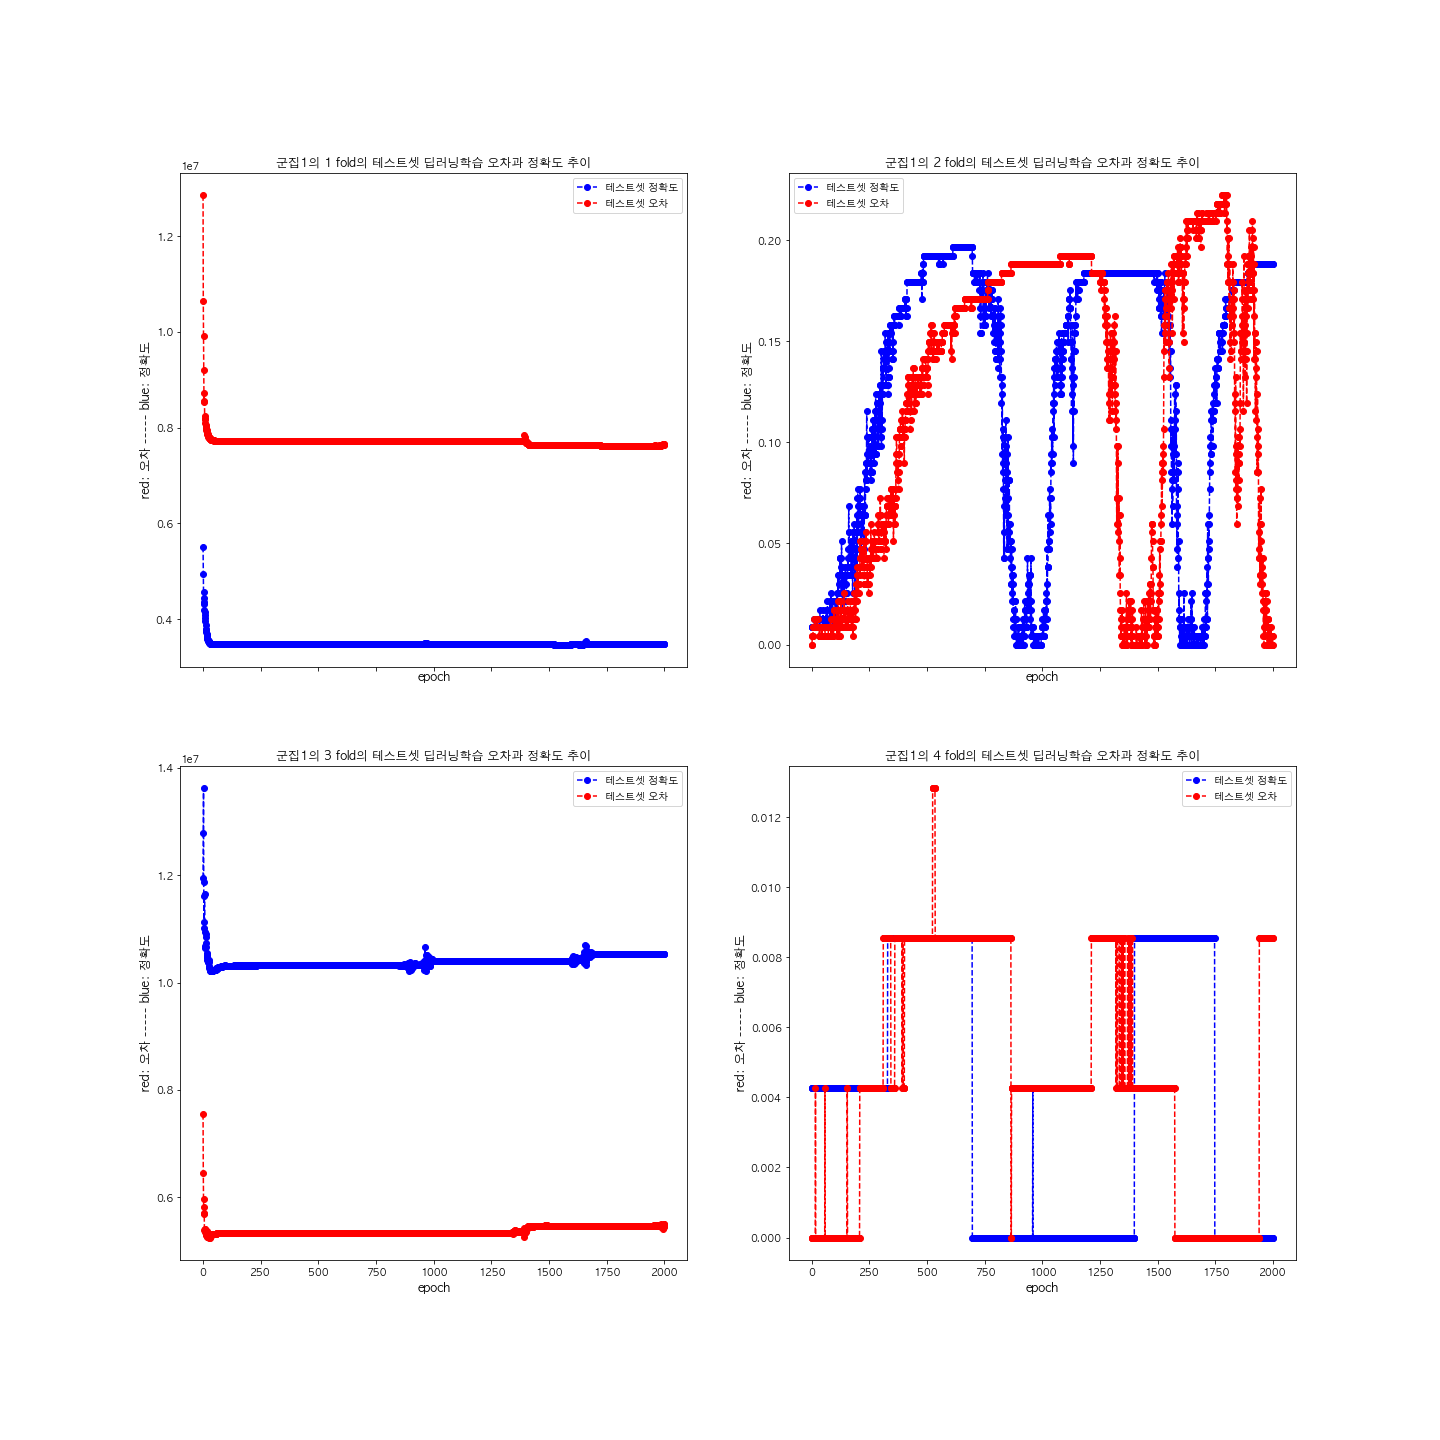 군집1의 1 fold의 테스트셋 딥러닝학습 오차과 정확도 추이
1e7
1.2
1.0
0.8
0.6
0.4
red: 오차 ----- blue: 정확도
테스트셋 정확도
테스트셋 오차
epoch
군집1의 2 fold의 테스트셋 딥러닝학습 오차과 정확도 추이
0.20
0.15
0.10
0.05
0.00
red: 오차 ----- blue: 정확도
테스트셋 정확도
테스트셋 오차
epoch
군집1의 3 fold의 테스트셋 딥러닝학습 오차과 정확도 추이
1e7
1.4
1.2
1.0
0.8
0.6
red: 오차 ----- blue: 정확도
테스트셋 정확도
테스트셋 오차
0 250 500 750 1000 1250 1500 1750 2000
epoch
군집1의 4 fold의 테스트셋 딥러닝학습 오차과 정확도 추이
0.012
0.010
0.008
0.006
0.004
0.002
0.000
red: 오차 ----- blue: 정확도
테스트셋 정확도
테스트셋 오차
0 250 500 750 1000 1250 1500 1750 2000
epoch